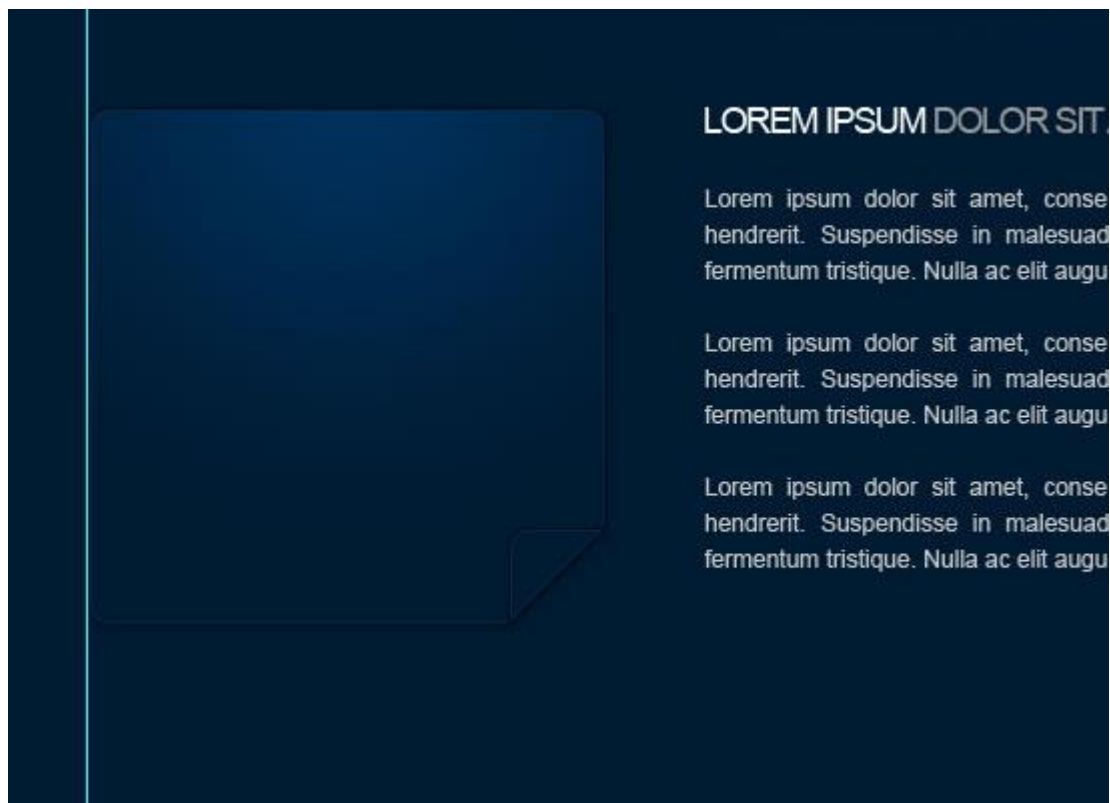 LOREM IPSUM DOLOR SIT
Lorem ipsum dolor sit amet, conse
hendrerit. Suspendisse in malesuad
fermentum tristique. Nulla ac elit augu
Lorem ipsum dolor sit amet, conse
hendrerit. Suspendisse in malesuad
fermentum tristique. Nulla ac elit augu
Lorem ipsum dolor sit amet, conse
hendrerit. Suspendisse in malesuad
fermentum tristique. Nulla ac elit augu